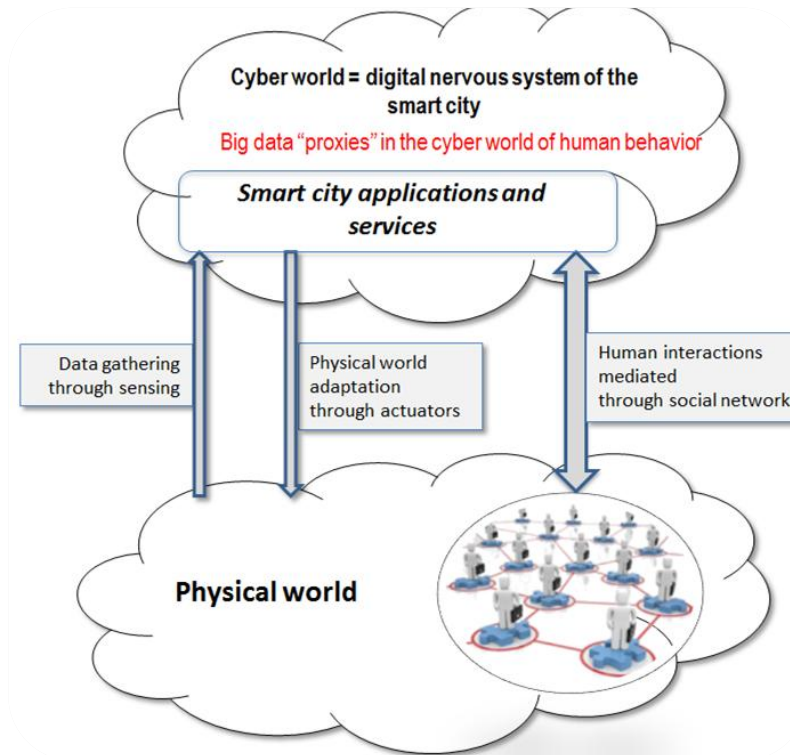 Cyber world = digital nervous system of the
smart city
Big data “proxies” in the cyber world of human behavior
Smart city applications and
services
Data gathering
through sensing
Physical world
adaptation
through actuators
Human interactions
mediated
through social network
Physical world